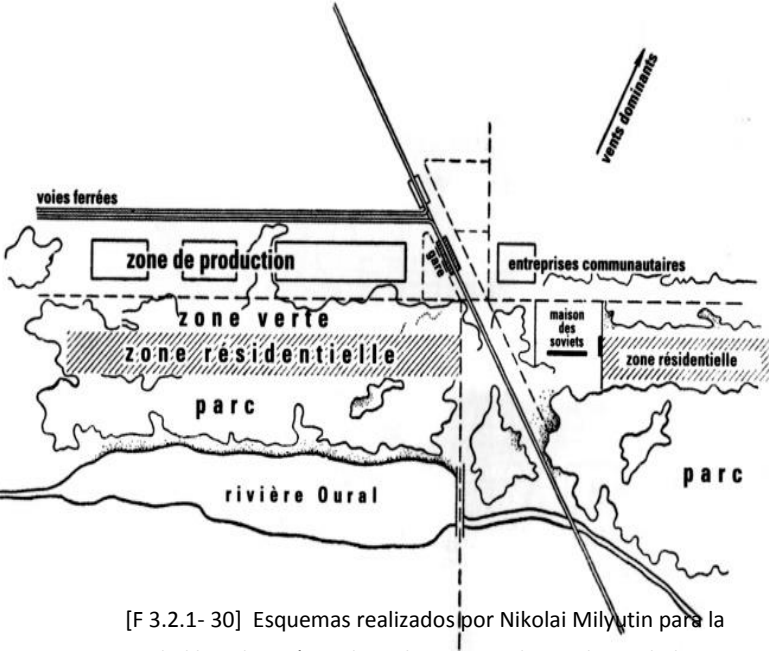 vents dominants
voies ferrées
zone de production
gare
entreprises communautaires
zone verte
maison
des
soviets
zone résidentielle
zone résidentielle
parc
parc
rivière Oural
[F 3.2.1- 30] Esquemas realizados por Nikolai Milyutin para la